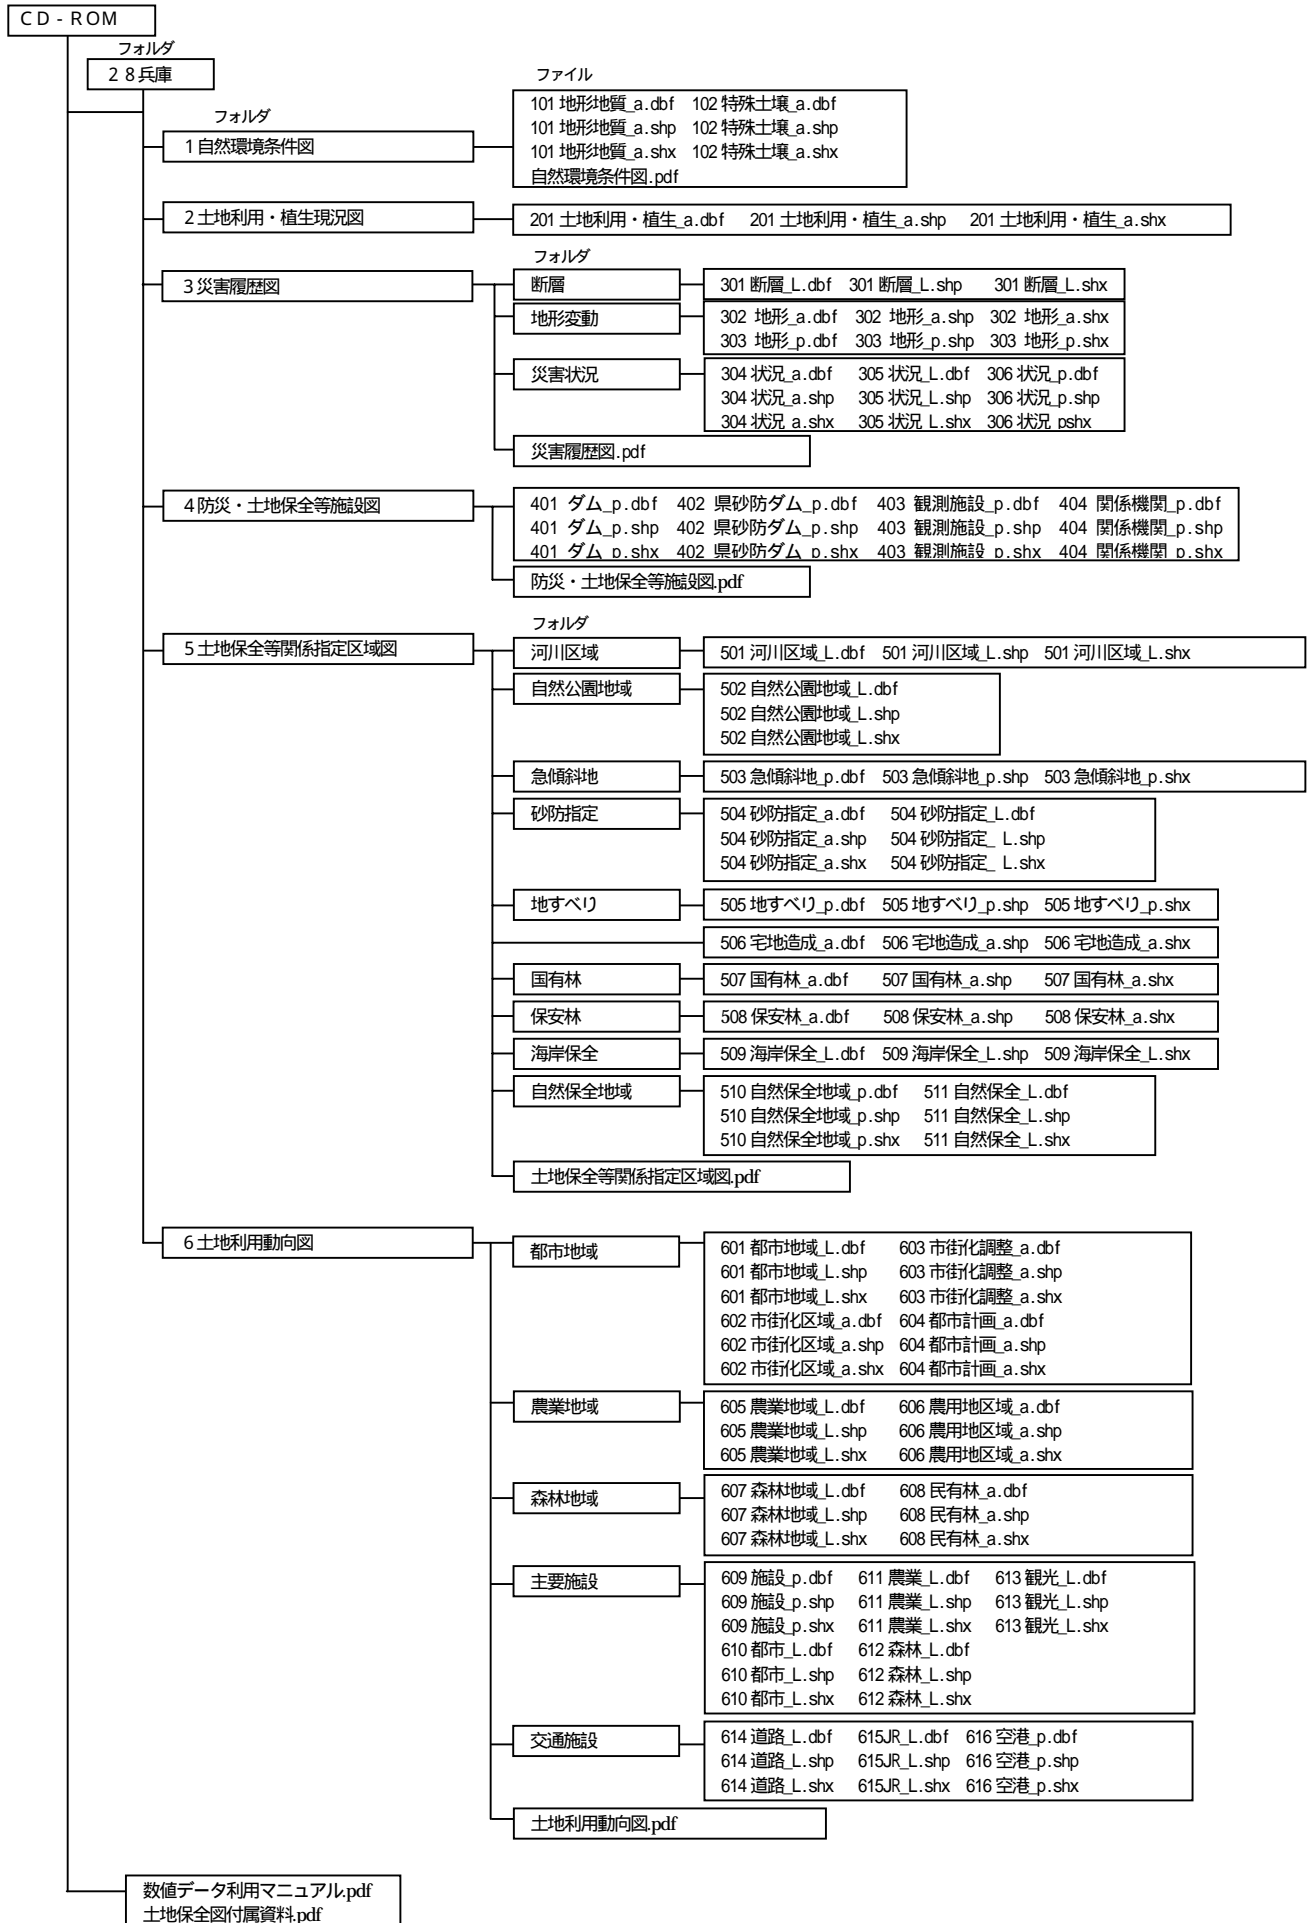 CD-ROM
フォルダ
28兵庫
ファイル
101 地形地質_a.dbf 102 特殊土壌_a.dbf
101 地形地質_a.shp 102 特殊土壌_a.shp
101 地形地質_a.shx 102 特殊土壌_a.shx
自然環境条件図.pdf
フォルダ
1自然環境条件図
2土地利用・植生現況図
201 土地利用・植生_a.dbf 201 土地利用・植生_a.shp 201 土地利用・植生_a.shx
フォルダ
3災害履歴図
断層
301 断層_L.dbf 301 断層_L.shp 301 断層_L.shx
地形変動
302 地形_a.dbf 302 地形_a.shp 302 地形_a.shx
303 地形_p.dbf 303 地形_p.shp 303 地形_p.shx
災害状況
304 状況_a.dbf 305 状況_L.dbf 306 状況_p.dbf
304 状況_a.shp 305 状況_L.shp 306 状況_p.shp
304 状況_a.shx 305 状況_L.shx 306 状況_pshx
災害履歴図.pdf
4防災・土地保全等施設図
401 ダム_p.dbf 402 県砂防ダム_p.dbf 403 観測施設_p.dbf 404 関係機関_p.dbf
401 ダム_p.shp 402 県砂防ダム_p.shp 403 観測施設_p.shp 404 関係機関_p.shp
401 ダム_p.shx 402 県砂防ダム_p.shx 403 観測施設_p.shx 404 関係機関_p.shx
防災・土地保全等施設図.pdf
フォルダ
5土地保全等関係指定区域図
河川区域
501 河川区域_L.dbf 501 河川区域_L.shp 501 河川区域_L.shx
自然公園地域
502 自然公園地域_L.dbf
502 自然公園地域_L.shp
502 自然公園地域_L.shx
急傾斜地
503 急傾斜地_p.dbf 503 急傾斜地_p.shp 503 急傾斜地_p.shx
砂防指定
504 砂防指定_a.dbf 504 砂防指定_L.dbf
504 砂防指定_a.shp 504 砂防指定_ L.shp
504 砂防指定_a.shx 504 砂防指定_ L.shx
地すべり
505 地すべり_p.dbf 505 地すべり_p.shp 505 地すべり_p.shx
506 宅地造成_a.dbf 506 宅地造成_a.shp 506 宅地造成_a.shx
国有林
507 国有林_a.dbf 507 国有林_a.shp 507 国有林_a.shx
保安林
508 保安林_a.dbf 508 保安林_a.shp 508 保安林_a.shx
海岸保全
509 海岸保全_L.dbf 509 海岸保全_L.shp 509 海岸保全_L.shx
自然保全地域
510 自然保全地域_p.dbf 511 自然保全_L.dbf
510 自然保全地域_p.shp 511 自然保全_L.shp
510 自然保全地域_p.shx 511 自然保全_L.shx
土地保全等関係指定区域図.pdf
6土地利用動向図
都市地域
601 都市地域_L.dbf 603 市街化調整_a.dbf
601 都市地域_L.shp 603 市街化調整_a.shp
601 都市地域_L.shx 603 市街化調整_a.shx
602 市街化区域_a.dbf 604 都市計画_a.dbf
602 市街化区域_a.shp 604 都市計画_a.shp
602 市街化区域_a.shx 604 都市計画_a.shx
農業地域
605 農業地域_L.dbf 606 農用地区域_a.dbf
605 農業地域_L.shp 606 農用地区域_a.shp
605 農業地域_L.shx 606 農用地区域_a.shx
森林地域
607 森林地域_L.dbf 608 民有林_a.dbf
607 森林地域_L.shp 608 民有林_a.shp
607 森林地域_L.shx 608 民有林_a.shx
主要施設
609 施設_p.dbf 611 農業_L.dbf 613 観光_L.dbf
609 施設_p.shp 611 農業_L.shp 613 観光_L.shp
609 施設_p.shx 611 農業_L.shx 613 観光_L.shx
610 都市_L.dbf 612 森林_L.dbf
610 都市_L.shp 612 森林_L.shp
610 都市_L.shx 612 森林_L.shx
交通施設
614 道路_L.dbf 615JR_L.dbf 616 空港_p.dbf
614 道路_L.shp 615JR_L.shp 616 空港_p.shp
614 道路_L.shx 615JR_L.shx 616 空港_p.shx
土地利用動向図.pdf
数値データ利用マニュアル.pdf
土地保全図付属資料.pdf